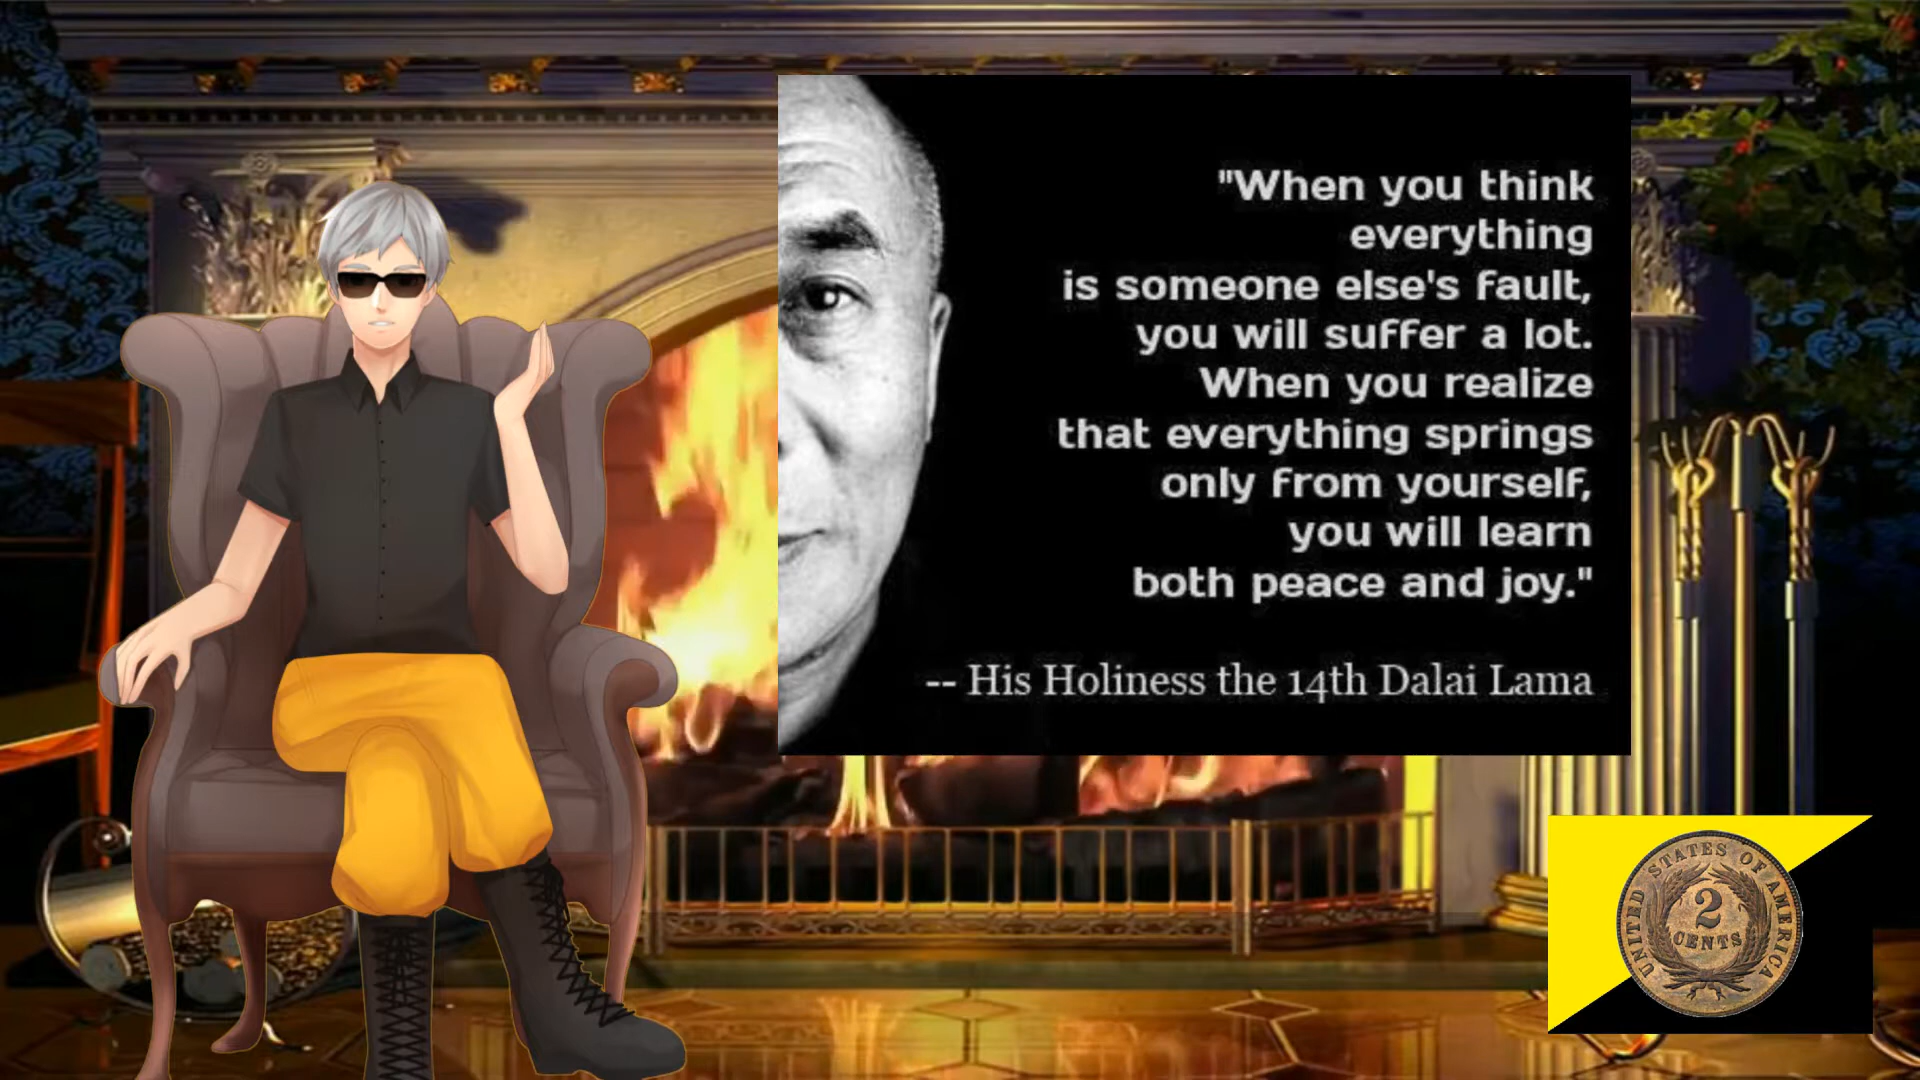 "When you think
everything
is someone else's fault,
you will suffer a lot.
When you realize
that everything springs
only from yourself,
you will learn
both peace and joy."
-- His Holiness the 14th Dalai Lama
UNITED STATES OF AMERICA
2
CENTS